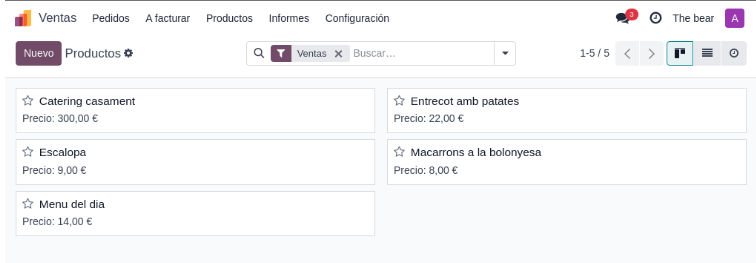 Ventas Pedidos A facturar Productos Informes Configuración 3 The bear A
Nuevo Productos Ventas Buscar... 1-5 / 5
Catering casament Entrecot amb patates
Precio: 300,00 € Precio: 22,00 €
Escalopa Macarrons a la bolonyesa
Precio: 9,00 € Precio: 8,00 €
Menu del dia
Precio: 14,00 €